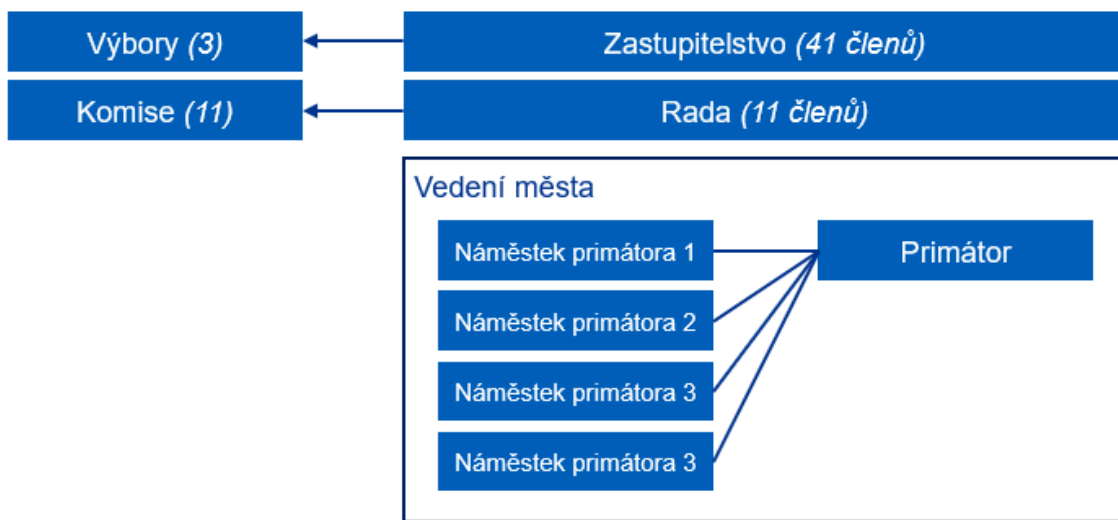 Výbory (3)
Zastupitelstvo (41 členů)
Komise (11)
Rada (11 členů)
Vedení města
Náměstek primátora 1
Primátor
Náměstek primátora 2
Náměstek primátora 3
Náměstek primátora 3